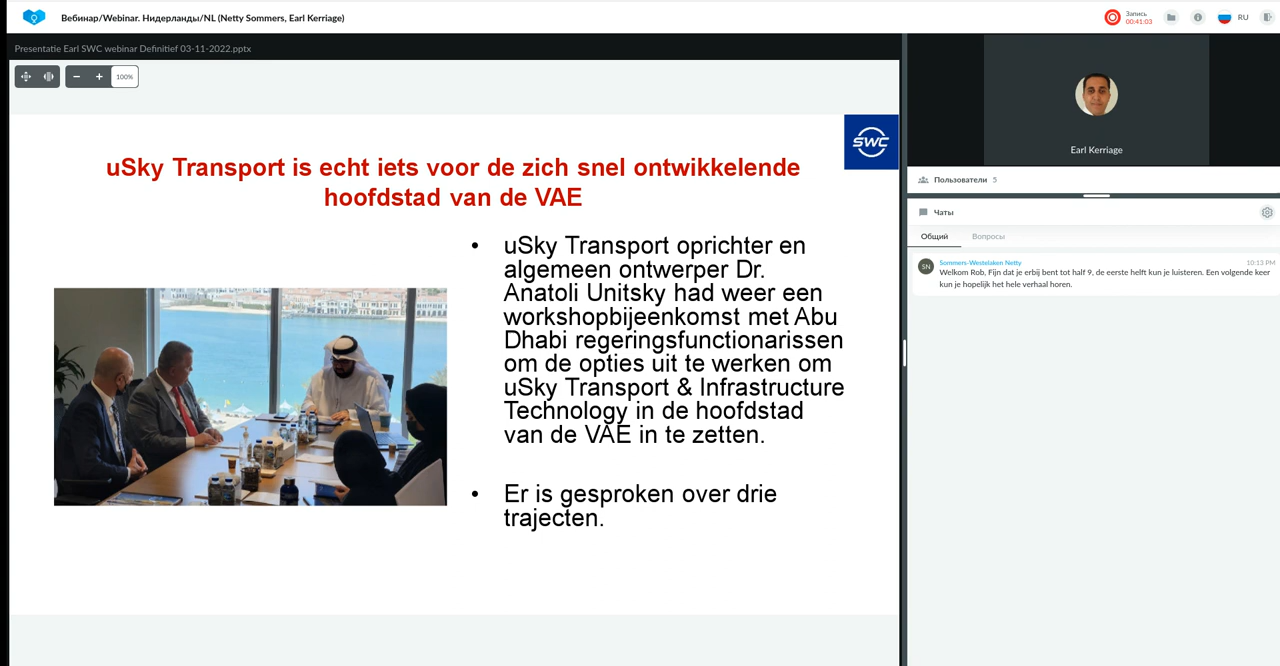 Вебинар/Webinar. Нидерланды/NL (Netty Sommers, Earl Kerriage)
Запись
00:41:03
RU
Presentatie Earl SWC webinar Definitief 03-11-2022.pptx
100%
SWC
uSky Transport is echt iets voor de zich snel ontwikkelende
hoofdstad van de VAE
• uSky Transport oprichter en
algemeen ontwerper Dr.
Anatoli Unitsky had weer een
workshopbijeenkomst met Abu
Dhabi regeringsfunctionarissen
om de opties uit te werken om
uSky Transport & Infrastructure
Technology in de hoofdstad
van de VAE in te zetten.
• Er is gesproken over drie
trajecten.
Earl Kerriage
Пользователи 5
Чаты
Общий Вопросы
SN
Sommers-Westelaken Netty 10:13 PM
Welkom Rob, Fijn dat je erbij bent tot half 9, de eerste helft kun je luisteren. Een volgende keer
kun je hopelijk het hele verhaal horen.